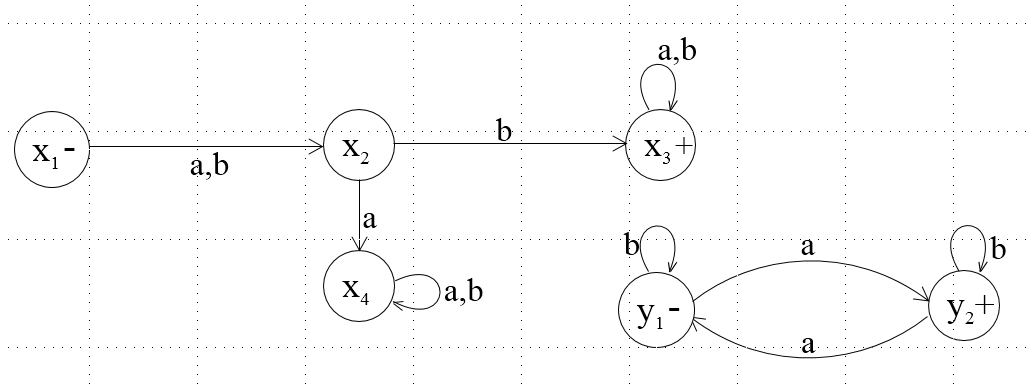 a,b
x₁-
x₂
b
x₃+
a,b
a
x₄
a,b
b
a
b
y₁-
y₂+
a